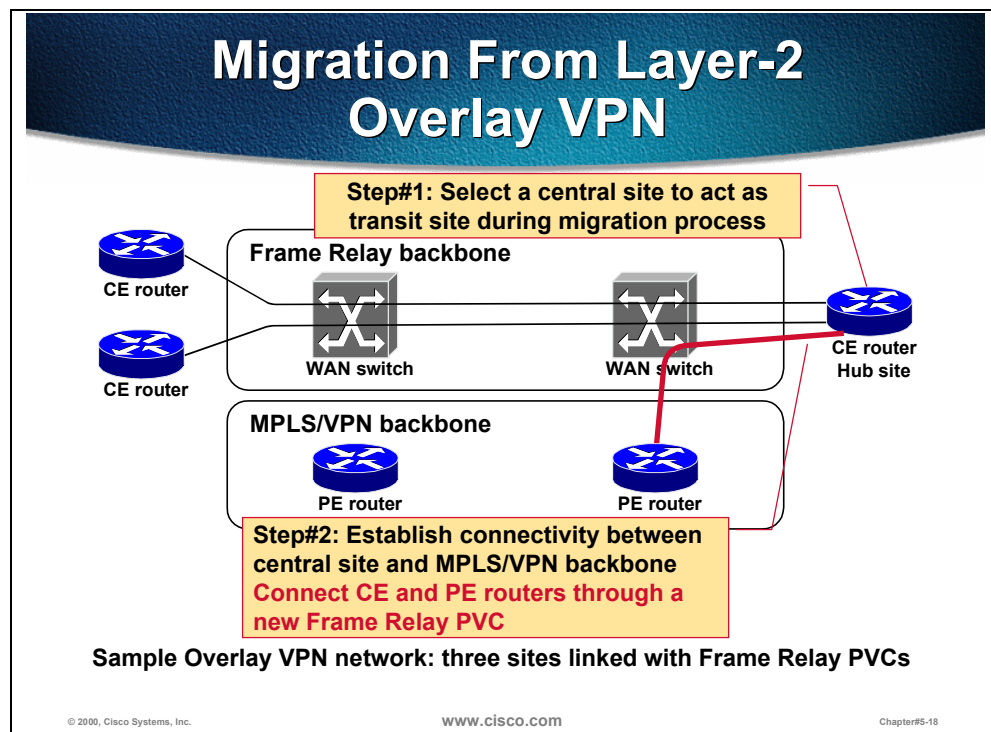 Migration From Layer-2
Overlay VPN
Step#1: Select a central site to act as
transit site during migration process
Frame Relay backbone
CE router
CE router
WAN switch
WAN switch
CE router
Hub site
MPLS/VPN backbone
PE router
PE router
Step#2: Establish connectivity between
central site and MPLS/VPN backbone
Connect CE and PE routers through a
new Frame Relay PVC
Sample Overlay VPN network: three sites linked with Frame Relay PVCs
© 2000, Cisco Systems, Inc.
www.cisco.com
Chapter#5-18